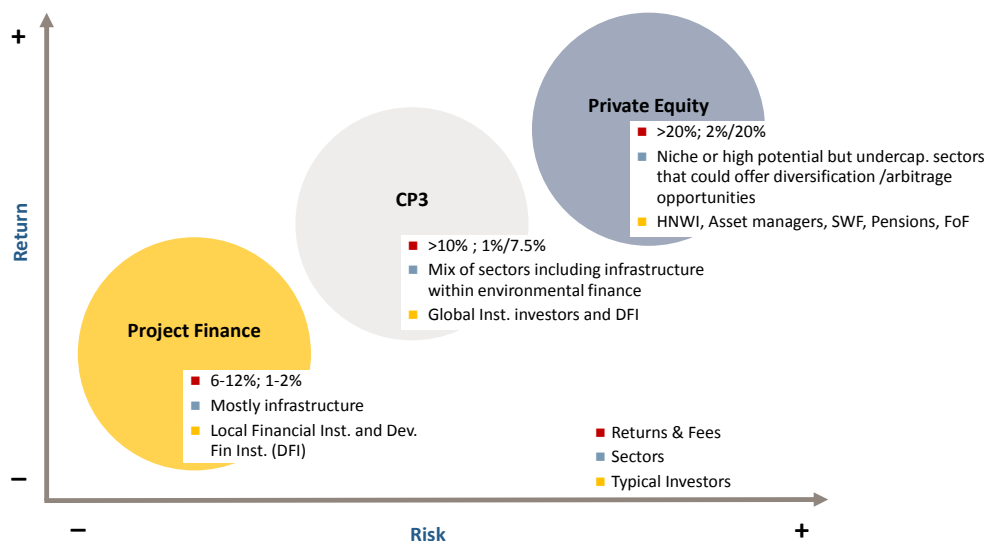 +
Return
Private Equity
>20%; 2%/20%
Niche or high potential but undercap. sectors
that could offer diversification /arbitrage
opportunities
HNWI, Asset managers, SWF, Pensions, FoF
CP3
>10% ; 1%/7.5%
Mix of sectors including infrastructure
within environmental finance
Global Inst. investors and DFI
Project Finance
6-12%; 1-2%
Mostly infrastructure
Local Financial Inst. and Dev.
Fin Inst. (DFI)
Returns & Fees
Sectors
Typical Investors
–
–
Risk
+